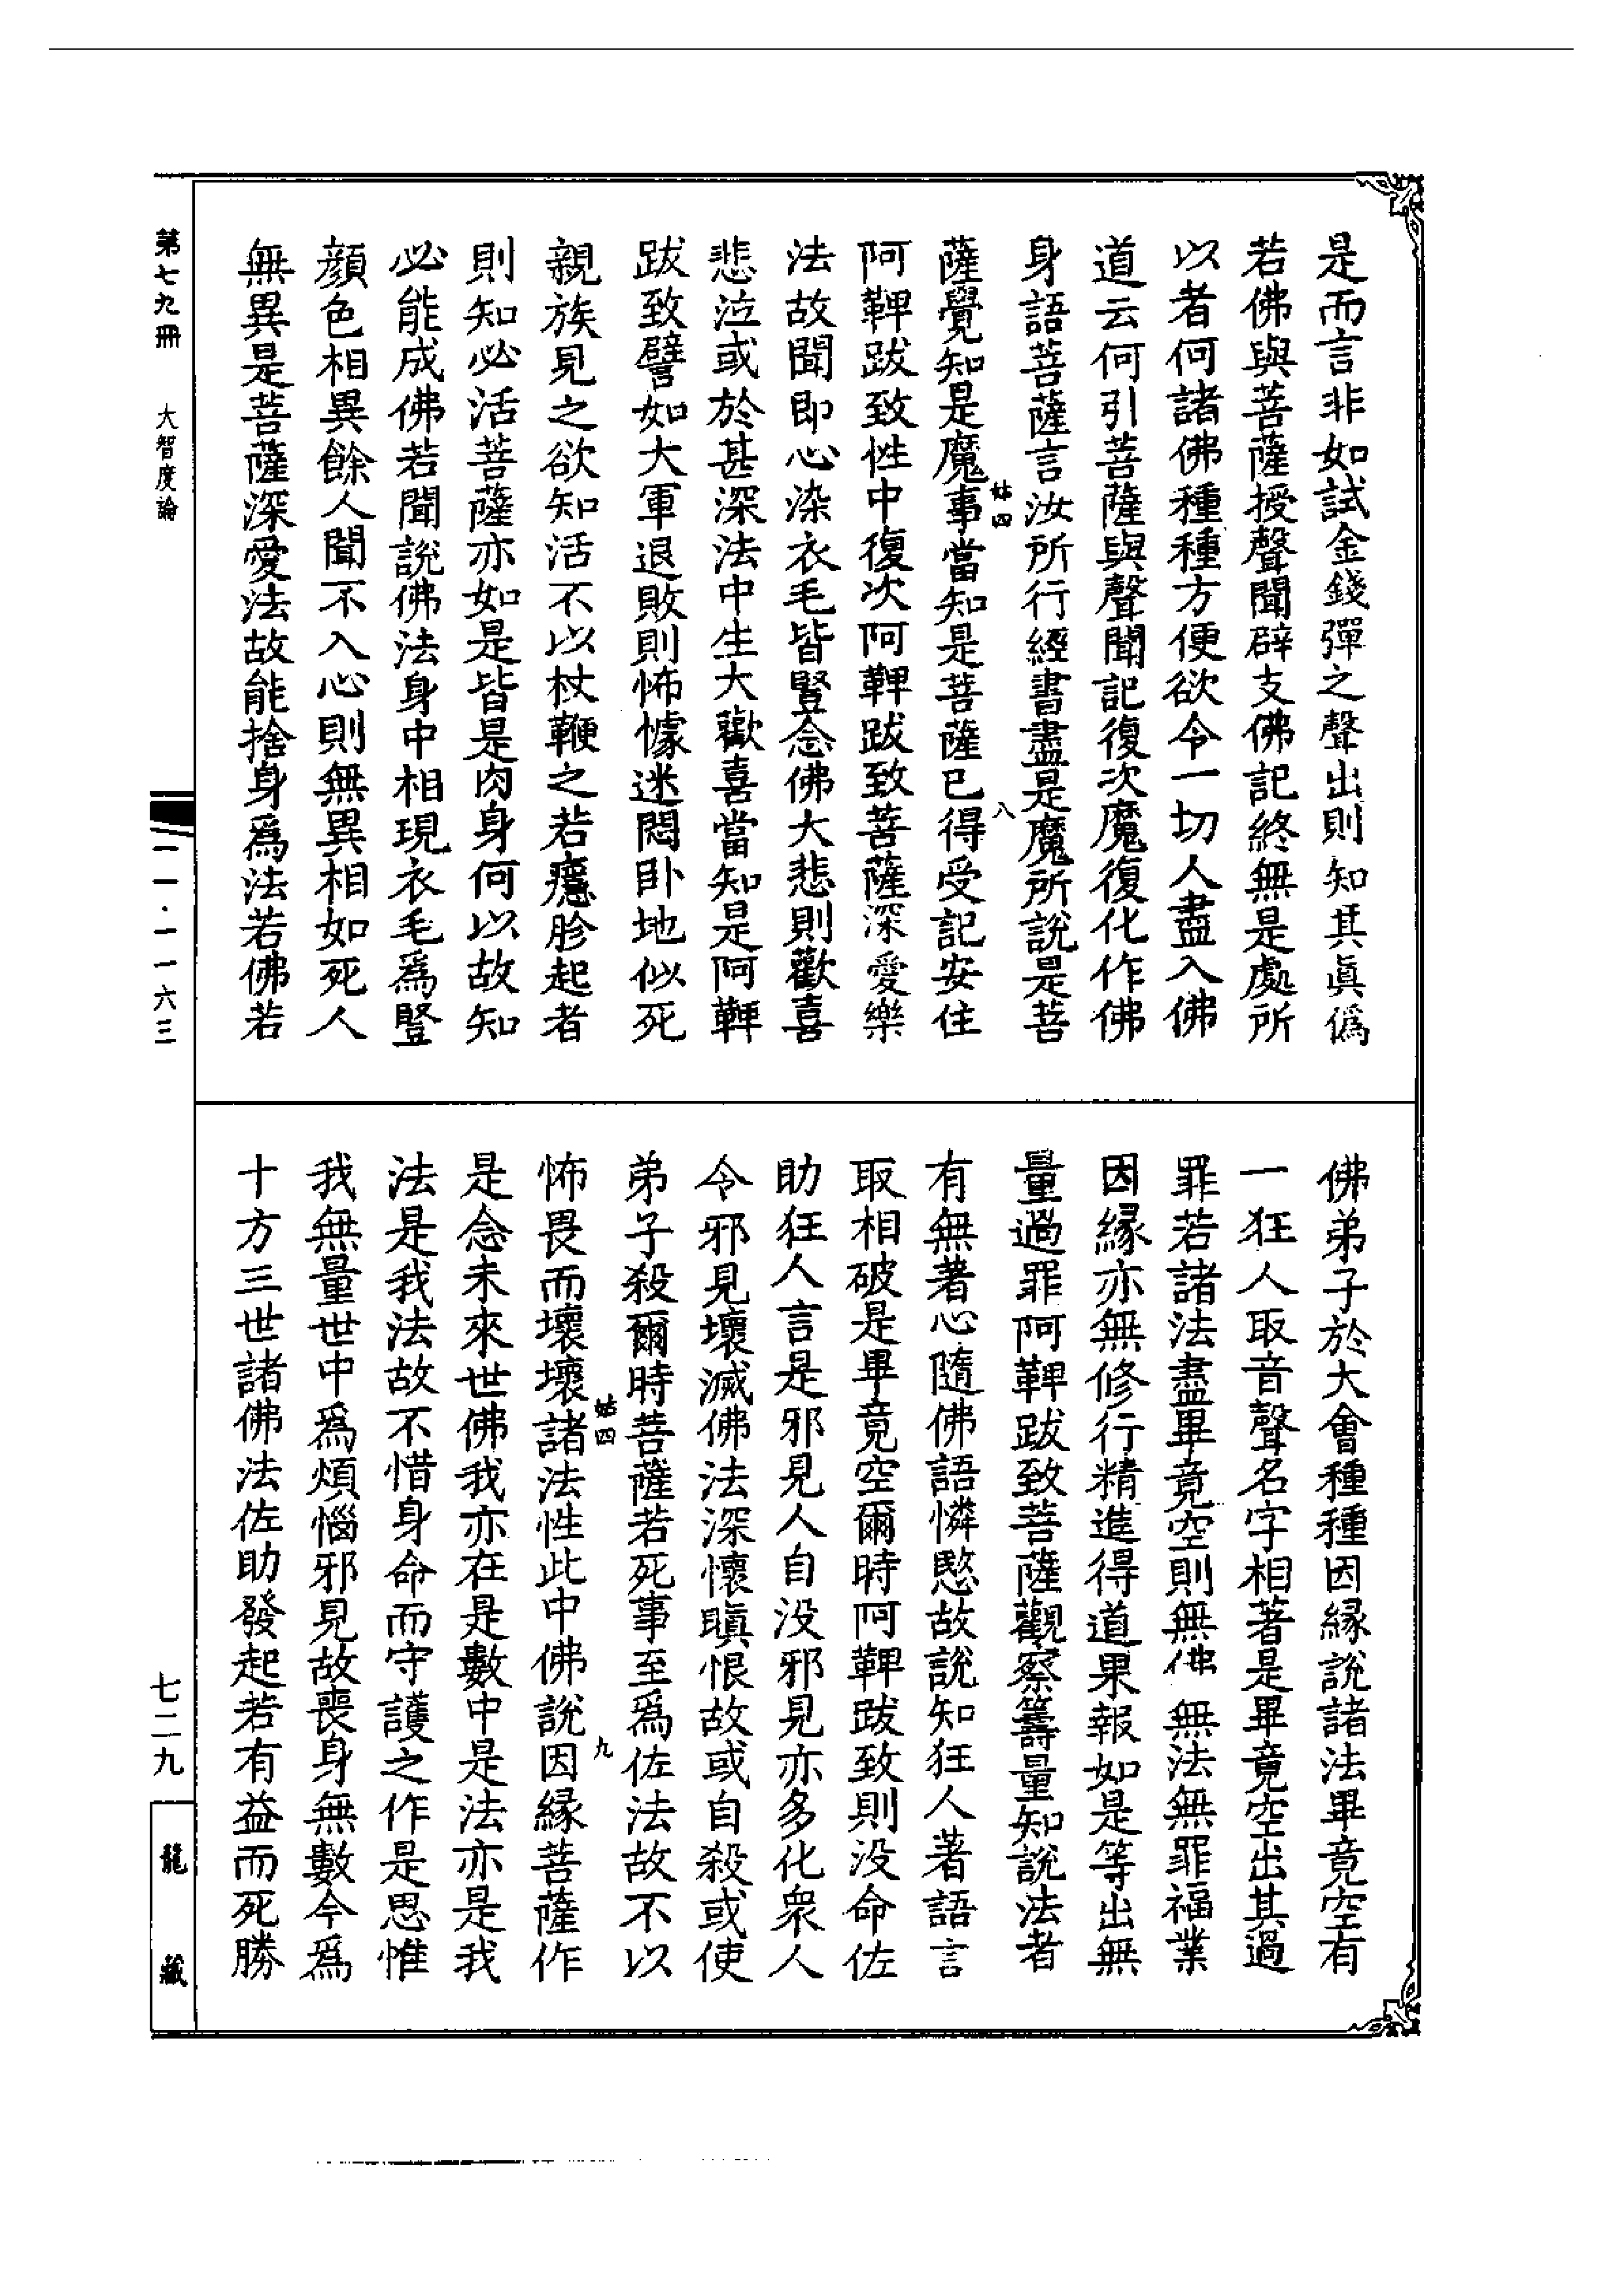 是而言非如試金錢彈之聲出則知其眞僞
若佛與菩薩授聲聞辟支佛記終無是處所
以者何諸佛種種方便欲令一切人盡入佛
道云何引菩薩與聲聞記復次魔復化作佛
身語菩薩言汝所行經書盡是魔所說是菩
姑四 八
薩覺知是魔事當知是菩薩已得受記安住
阿鞞跋致性中復次阿鞞跋致菩薩深愛樂
法故聞即心染衣毛皆豎念佛大悲則歡喜
悲泣或於甚深法中生大歡喜當知是阿鞞
跋致譬如大軍退敗則怖懅迷悶卧地似死
親族見之欲知活不以杖鞭之若癮胗起者
則知必活菩薩亦如是皆是肉身何以故知
必能成佛若聞說佛法身中相現衣毛爲豎
顔色相異餘人聞不入心則無異相如死人
無異是菩薩深愛法故能捨身爲法若佛若
佛弟子於大會種種因緣說諸法畢竟空有
一狂人取音聲名字相著是畢竟空出其過
罪若諸法盡畢竟空則無佛無法無罪福業
因緣亦無修行精進得道果報如是等出無
量過罪阿鞞跋致菩薩觀察籌量知說法者
有無著心隨佛語憐愍故說知狂人著語言
取相破是畢竟空爾時阿鞞跋致則没命佐
助狂人言是邪見人自没邪見亦多化衆人
令邪見壞滅佛法深懷瞋恨故或自殺或使
弟子殺爾時菩薩若死事至爲佐法故不以
姑四 九
怖畏而壞壞諸法性此中佛說因緣菩薩作
是念未來世佛我亦在是數中是法亦是我
法是我法故不惜身命而守護之作是思惟
我無量世中爲煩惱邪見故喪身無數今爲
十方三世諸佛法佐助發起若有益而死勝
第七九冊 大智度論 一一一·一一六三 七二九 龍藏